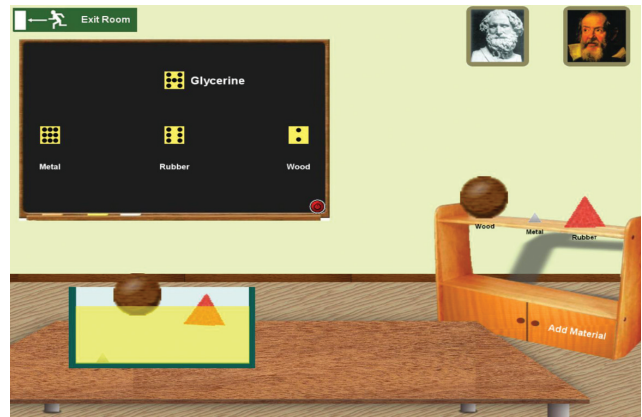 Exit Room
Glycerine
Metal
Rubber
Wood
Wood
Metal
Rubber
Add Material